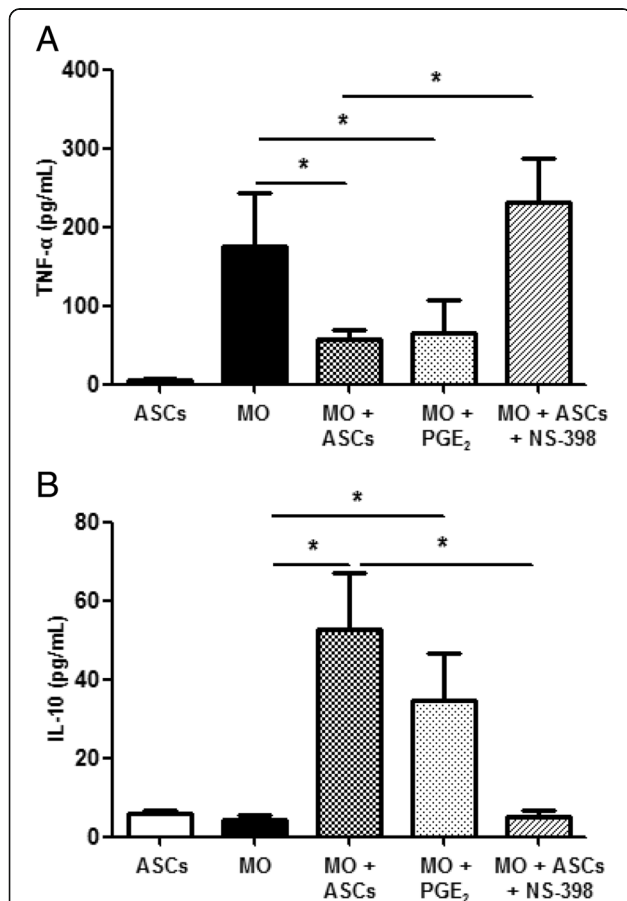 A
400
300
200
100
0
TNF-α (pg/mL)
*
*
*
ASCs MO MO + MO + MO + ASCs
ASCs PGE₂ + NS-398
B
80
60
40
20
0
IL-10 (pg/mL)
*
*
*
ASCs MO MO + MO + MO + ASCs
ASCs PGE₂ + NS-398